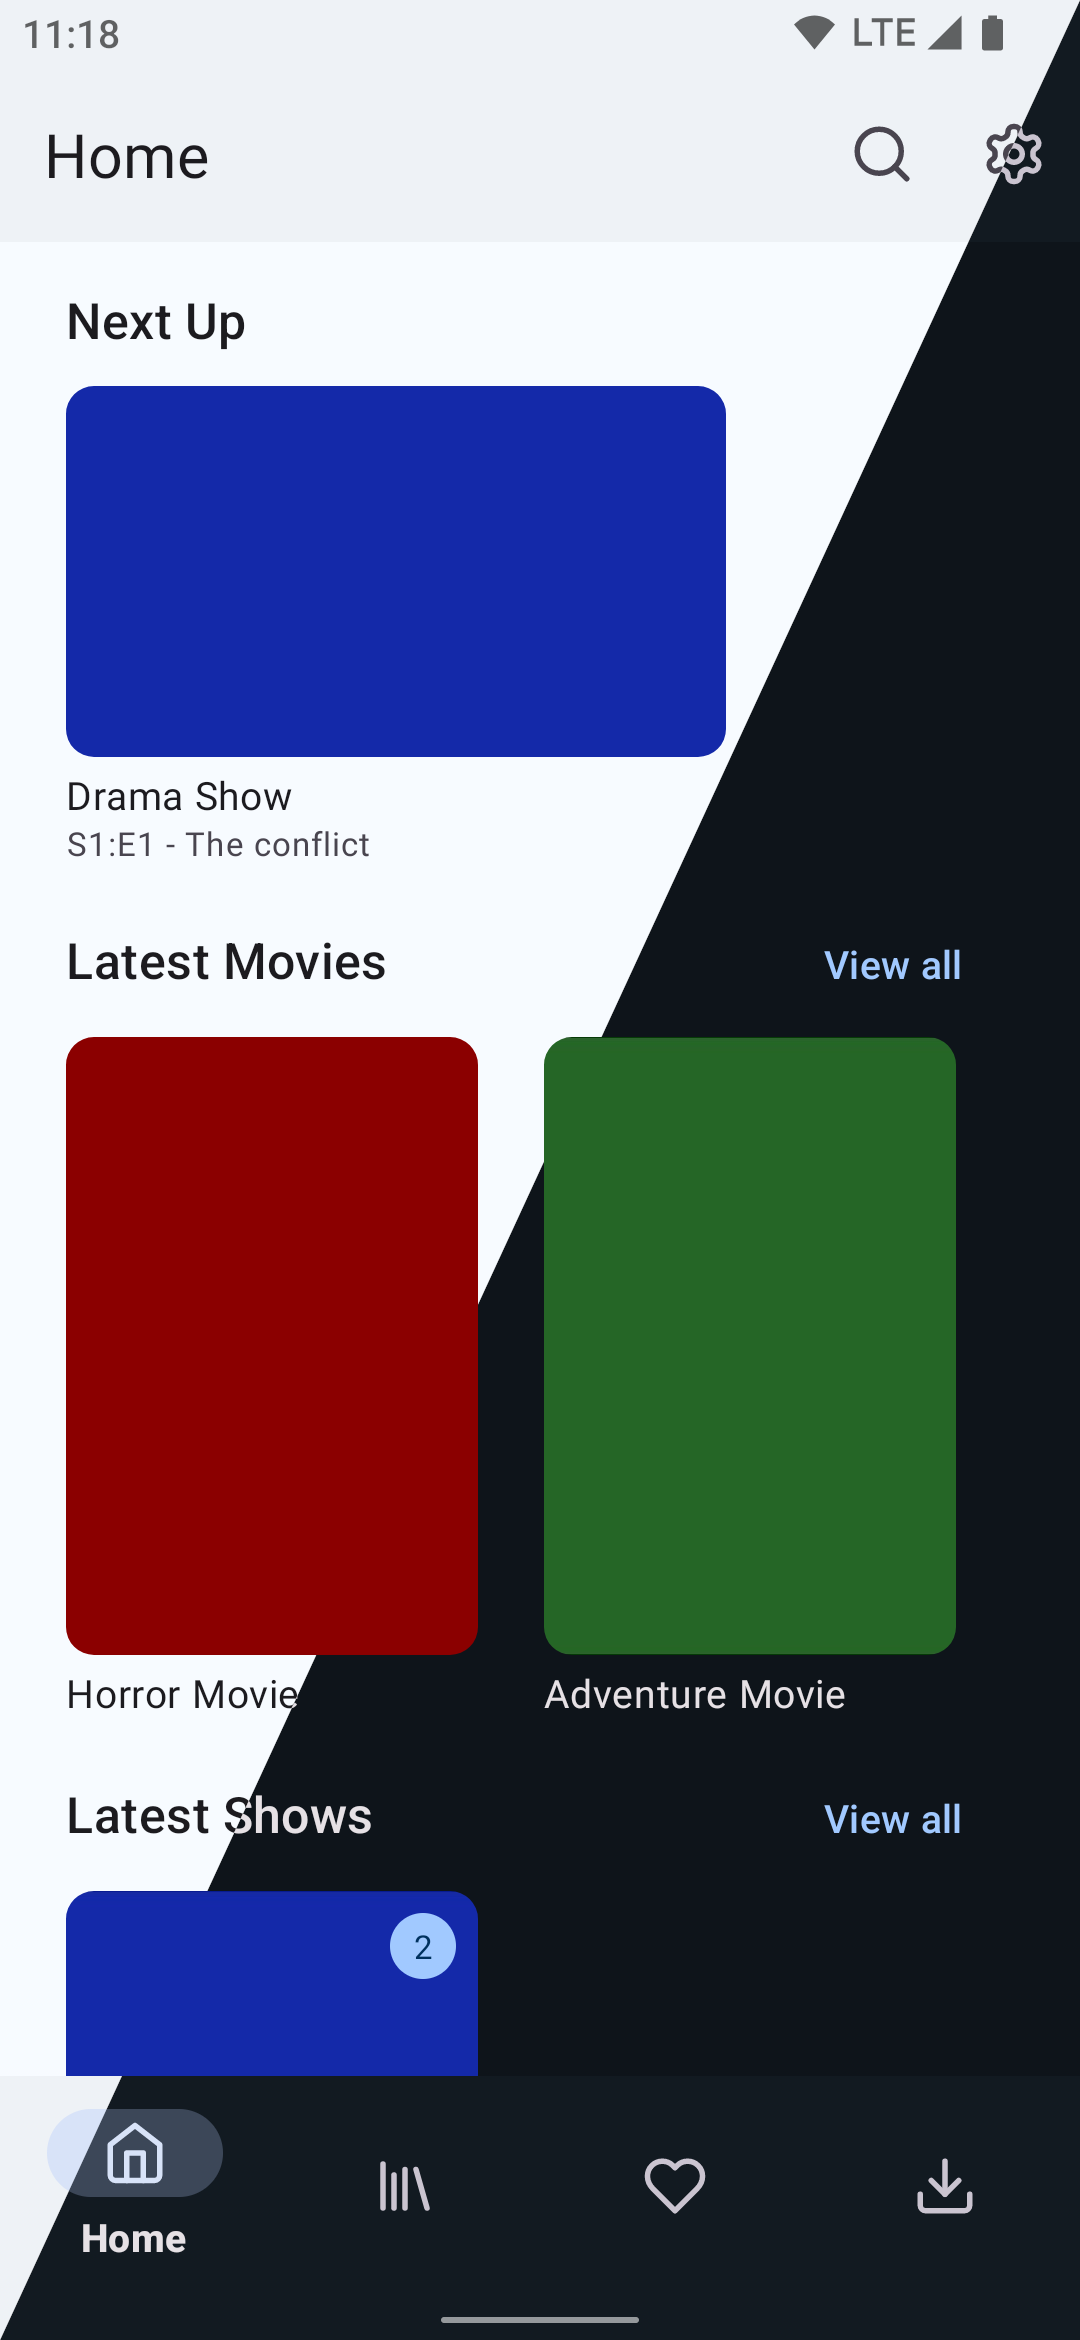 11:18 LTE
Home
Next Up
Drama Show
S1:E1 - The conflict
Latest Movies View all
Horror Movie Adventure Movie
Latest Shows View all
2
Home